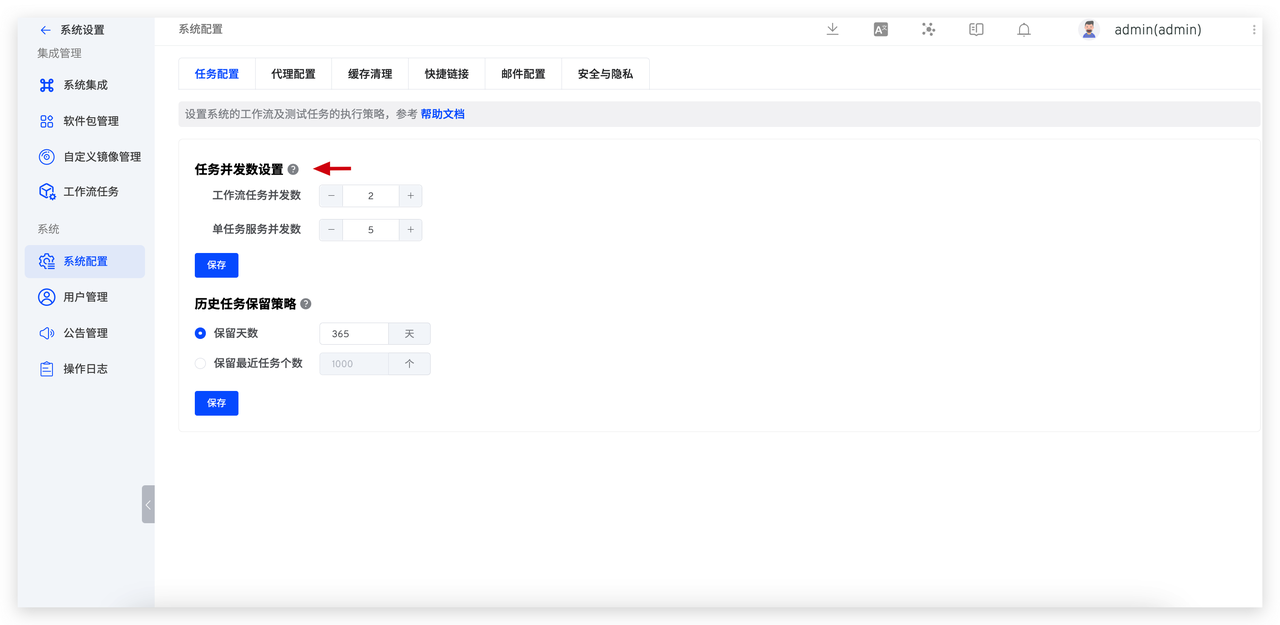 系统设置
集成管理
系统集成
软件包管理
自定义镜像管理
工作流任务
系统
系统配置
用户管理
公告管理
操作日志
系统配置
admin(admin)
任务配置 代理配置 缓存清理 快捷链接 邮件配置 安全与隐私
设置系统的工作流及测试任务的执行策略，参考 帮助文档
任务并发数设置 ?
工作流任务并发数 − 2 +
单任务服务并发数 − 5 +
保存
历史任务保留策略 ?
保留天数 365 天
保留最近任务个数 1000 个
保存